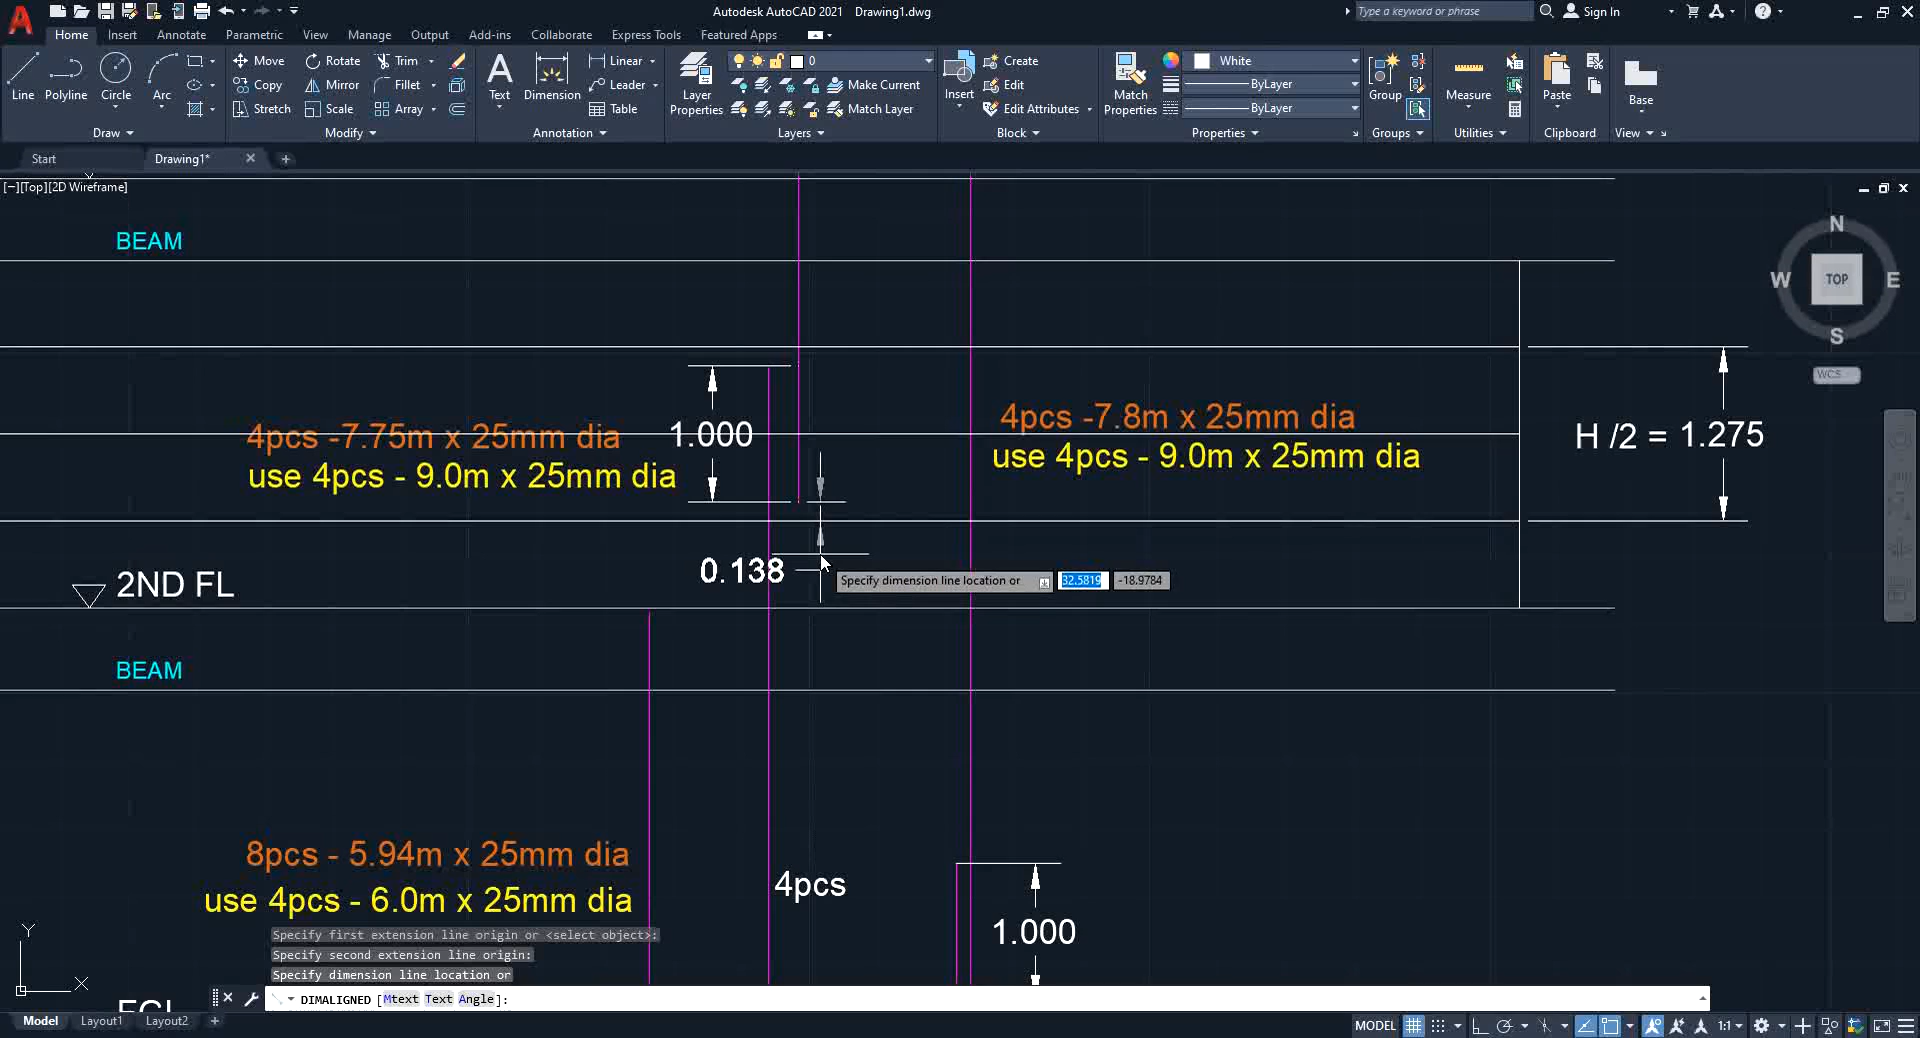 Autodesk AutoCAD 2021 Drawing1.dwg
Type a keyword or phrase
Sign In
Home Insert Annotate Parametric View Manage Output Add-ins Collaborate Express Tools Featured Apps
Line Polyline Circle Arc
Move Rotate Trim
Copy Mirror Fillet
Stretch Scale Array
Text Dimension
Linear
Leader
Table
Layer Properties
0
Make Current
Match Layer
Insert
Create
Edit
Edit Attributes
Match Properties
White
ByLayer
ByLayer
Group
Measure
Paste
Base
Draw Modify Annotation Layers Block Properties Groups Utilities Clipboard View
Start Drawing1*
[−][Top][2D Wireframe]
BEAM
N
W TOP E
S
WCS
4pcs -7.75m x 25mm dia
use 4pcs - 9.0m x 25mm dia
1.000
4pcs -7.8m x 25mm dia
use 4pcs - 9.0m x 25mm dia
H /2 = 1.275
0.138
Specify dimension line location or 32.5819 -18.9784
2ND FL
BEAM
8pcs - 5.94m x 25mm dia
use 4pcs - 6.0m x 25mm dia
4pcs
1.000
Y
X
Specify first extension line origin or <select object>:
Specify second extension line origin:
Specify dimension line location or
DIMALIGNED [Mtext Text Angle]:
Model Layout1 Layout2
MODEL
1:1